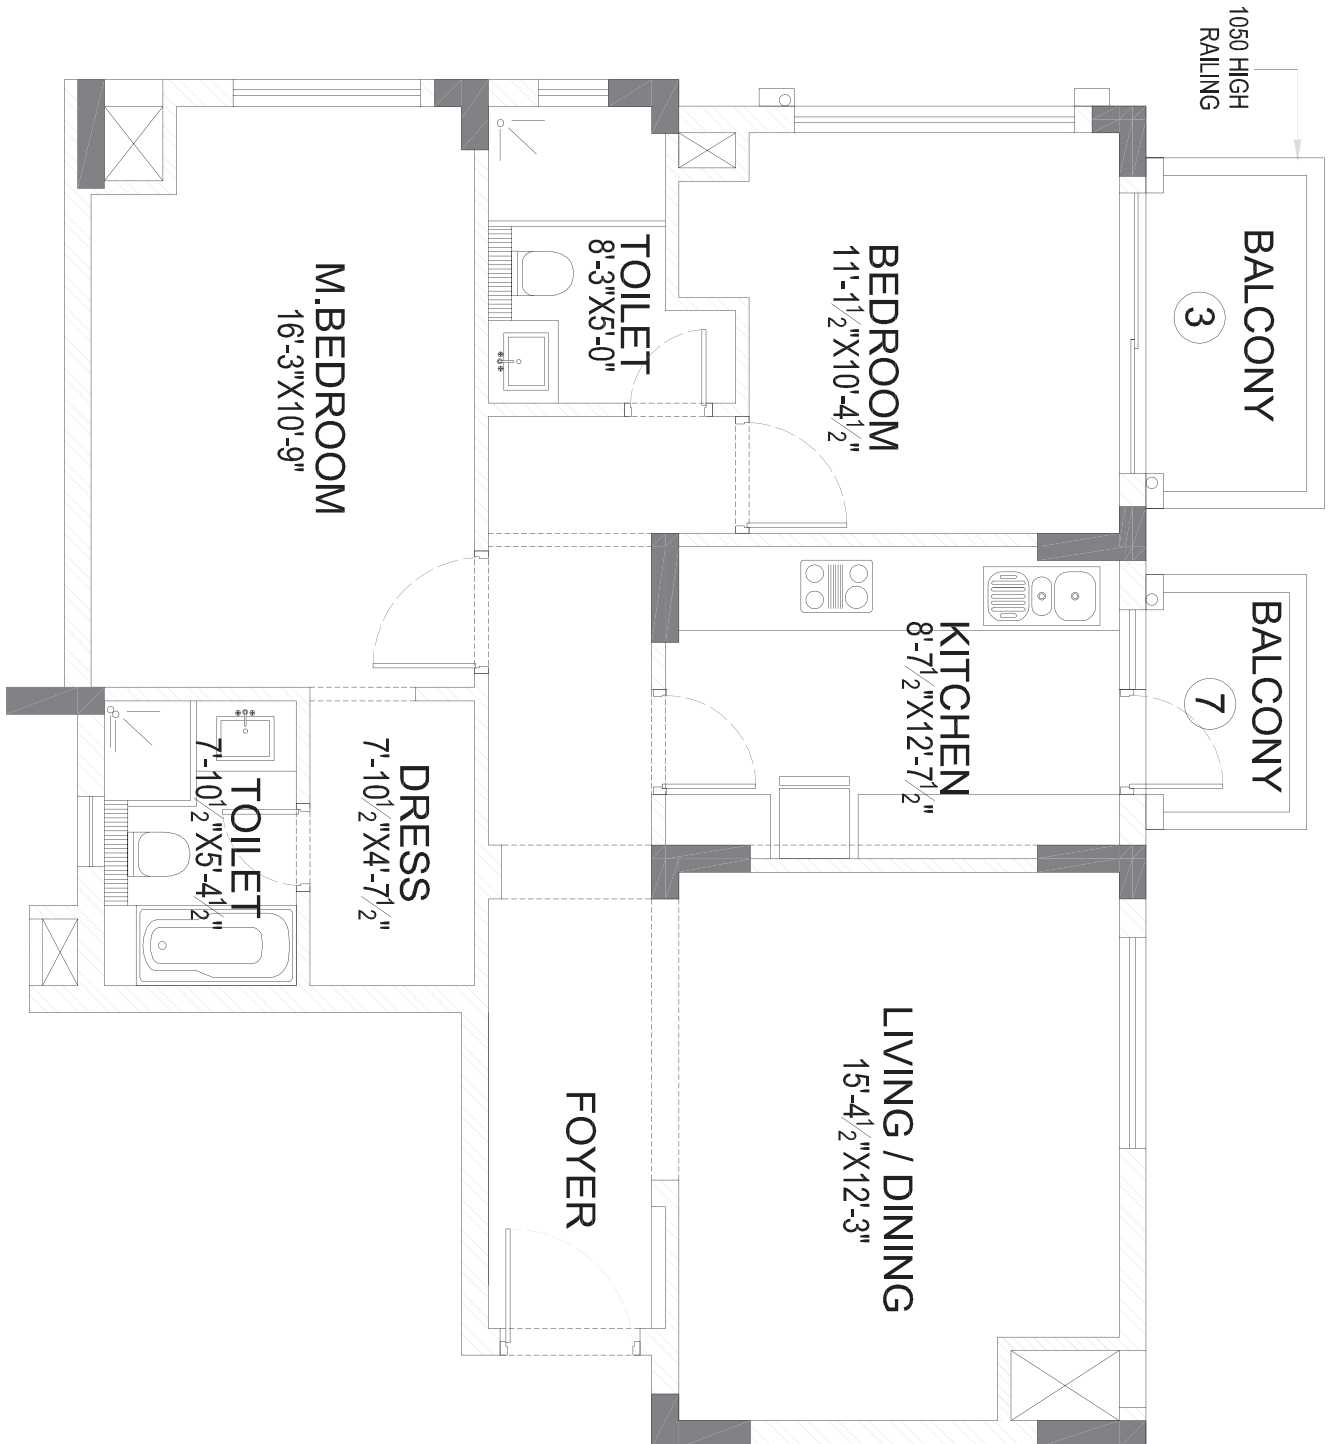 1050 HIGH
RAILING
BALCONY
3
BALCONY
7
BEDROOM
11'-1½"X10'-4½"
KITCHEN
8'-7½"X12'-7½"
LIVING / DINING
15'-4½"X12'-3"
TOILET
8'-3"X5'-0"
FOYER
M.BEDROOM
16'-3"X10'-9"
DRESS
7'-10½"X4'-7½"
TOILET
7'-10½"X5'-4½"